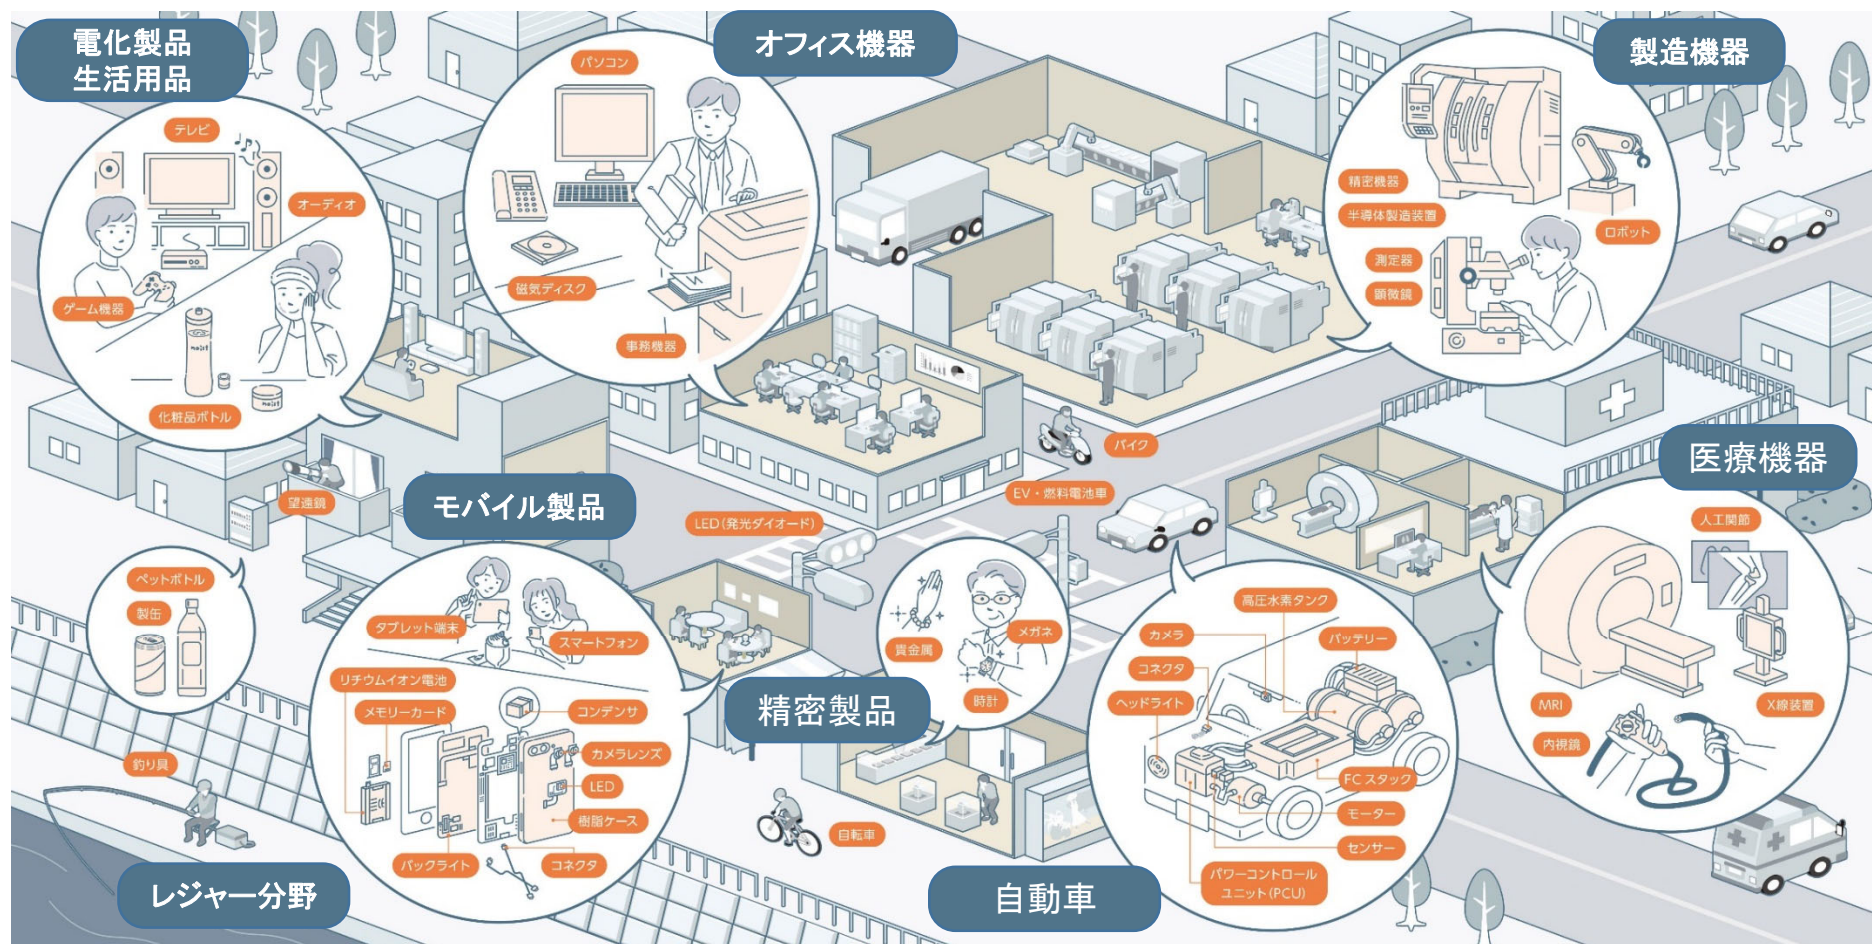 電化製品
生活用品
テレビ
オーディオ
ゲーム機器
化粧品ボトル
オフィス機器
パソコン
磁気ディスク
事務機器
製造機器
精密機器
半導体製造装置
ロボット
測定器
顕微鏡
望遠鏡
バイク
EV・燃料電池車
LED(発光ダイオード)
モバイル製品
タブレット端末
スマートフォン
リチウムイオン電池
メモリーカード
コンデンサ
カメラレンズ
LED
樹脂ケース
バックライト
コネクタ
ペットボトル
製缶
釣り具
レジャー分野
精密製品
貴金属
メガネ
時計
自転車
自動車
高圧水素タンク
カメラ
バッテリー
コネクタ
ヘッドライト
FCスタック
モーター
センサー
パワーコントロール
ユニット(PCU)
医療機器
人工関節
MRI
X線装置
内視鏡